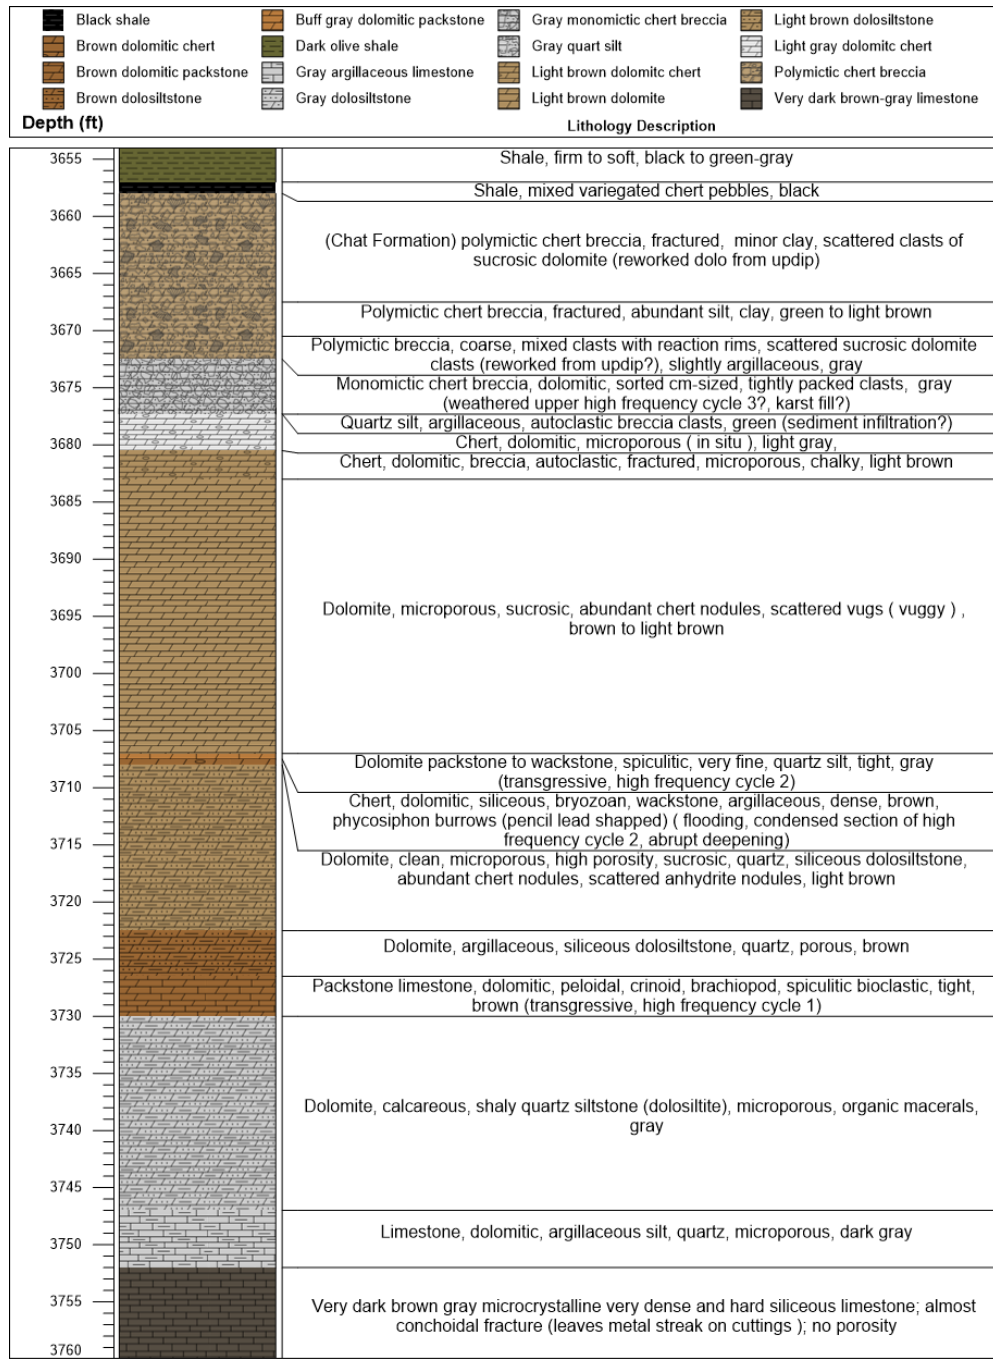 Black shale
Buff gray dolomitic packstone
Gray monomictic chert breccia
Light brown dolosiltstone
Brown dolomitic chert
Dark olive shale
Gray quart silt
Light gray dolomitc chert
Brown dolomitic packstone
Gray argillaceous limestone
Light brown dolomitc chert
Polymictic chert breccia
Brown dolosiltstone
Gray dolosiltstone
Light brown dolomite
Very dark brown-gray limestone
Depth (ft)
Lithology Description
3655
Shale, firm to soft, black to green-gray
Shale, mixed variegated chert pebbles, black
3660
(Chat Formation) polymictic chert breccia, fractured, minor clay, scattered clasts of
sucrosic dolomite (reworked dolo from updip)
3665
Polymictic chert breccia, fractured, abundant silt, clay, green to light brown
3670
Polymictic breccia, coarse, mixed clasts with reaction rims, scattered sucrosic dolomite
clasts (reworked from updip?), slightly argillaceous, gray
3675
Monomictic chert breccia, dolomitic, sorted cm-sized, tightly packed clasts, gray
(weathered upper high frequency cycle 3?, karst fill?)
Quartz silt, argillaceous, autoclastic breccia clasts, green (sediment infiltration?)
3680
Chert, dolomitic, microporous ( in situ ), light gray,
Chert, dolomitic, breccia, autoclastic, fractured, microporous, chalky, light brown
3685
3690
3695
Dolomite, microporous, sucrosic, abundant chert nodules, scattered vugs ( vuggy ) ,
brown to light brown
3700
3705
Dolomite packstone to wackstone, spiculitic, very fine, quartz silt, tight, gray
(transgressive, high frequency cycle 2)
3710
Chert, dolomitic, siliceous, bryozoan, wackstone, argillaceous, dense, brown,
phycosiphon burrows (pencil lead shaped) ( flooding, condensed section of high
frequency cycle 2, abrupt deepening)
3715
Dolomite, clean, microporous, high porosity, sucrosic, quartz, siliceous dolosiltstone,
abundant chert nodules, scattered anhydrite nodules, light brown
3720
Dolomite, argillaceous, siliceous dolosiltstone, quartz, porous, brown
3725
Packstone limestone, dolomitic, peloidal, crinoid, brachiopod, spiculitic bioclastic, tight,
brown (transgressive, high frequency cycle 1)
3730
3735
Dolomite, calcareous, shaly quartz siltstone (dolosiltite), microporous, organic macerals,
gray
3740
3745
Limestone, dolomitic, argillaceous silt, quartz, microporous, dark gray
3750
3755
Very dark brown gray microcrystalline very dense and hard siliceous limestone; almost
conchoidal fracture (leaves metal streak on cuttings ); no porosity
3760